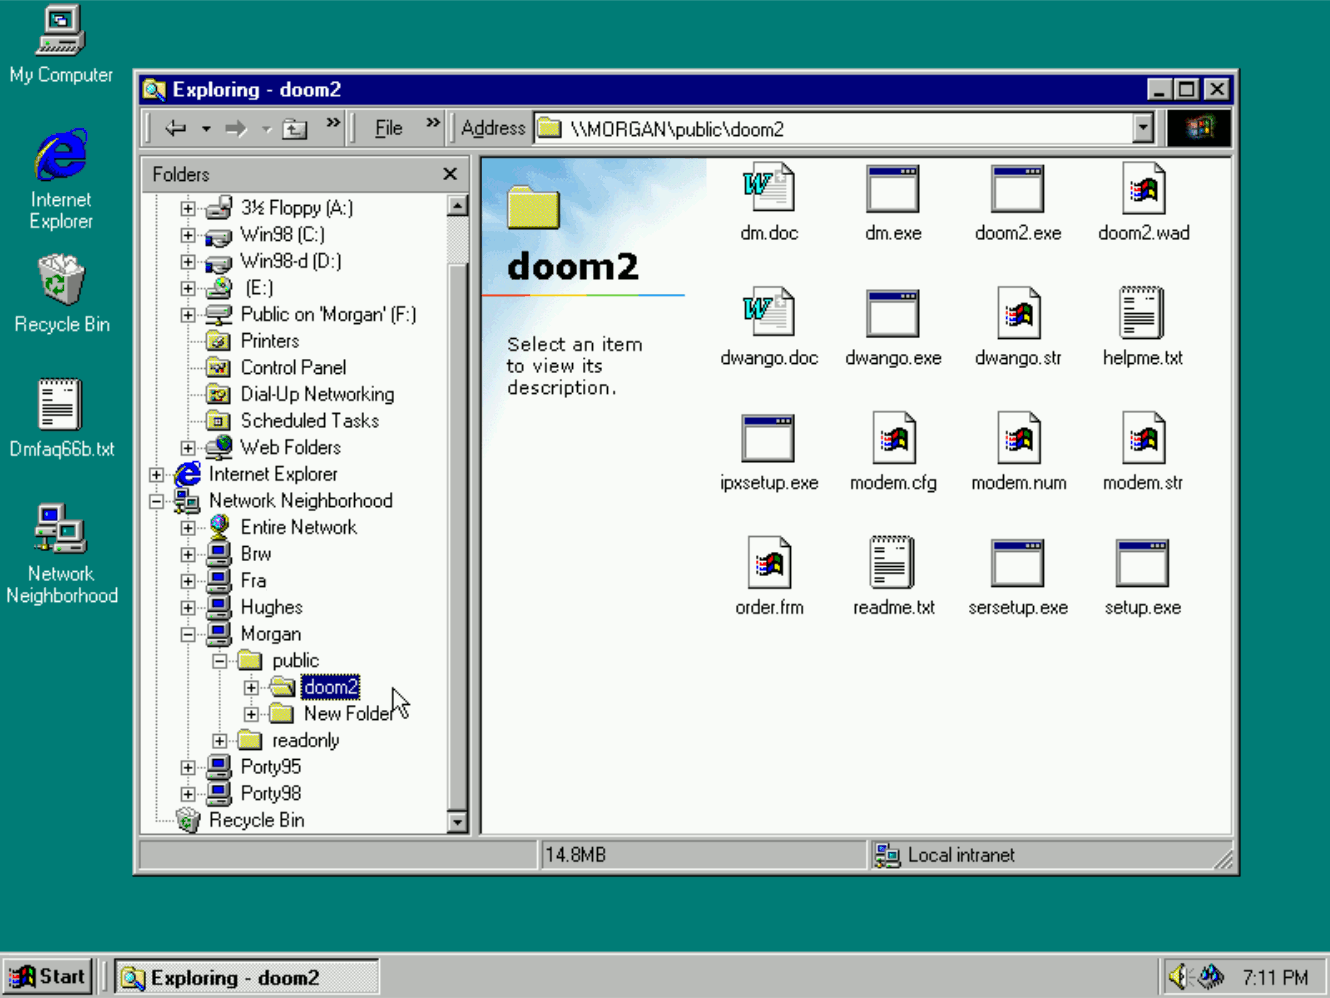 My Computer
Internet
Explorer
Recycle Bin
Dmfaq66b.txt
Network
Neighborhood
Exploring - doom2
File
Address
\\MORGAN\public\doom2
Folders
3½ Floppy (A:)
Win98 (C:)
Win98-d (D:)
(E:)
Public on 'Morgan' (F:)
Printers
Control Panel
Dial-Up Networking
Scheduled Tasks
Web Folders
Internet Explorer
Network Neighborhood
Entire Network
Brw
Fra
Hughes
Morgan
public
doom2
New Folder
readonly
Porty95
Porty98
Recycle Bin
doom2
Select an item
to view its
description.
dm.doc dm.exe doom2.exe doom2.wad
dwango.doc dwango.exe dwango.str helpme.txt
ipxsetup.exe modem.cfg modem.num modem.str
order.frm readme.txt sersetup.exe setup.exe
14.8MB
Local intranet
Start
Exploring - doom2
7:11 PM